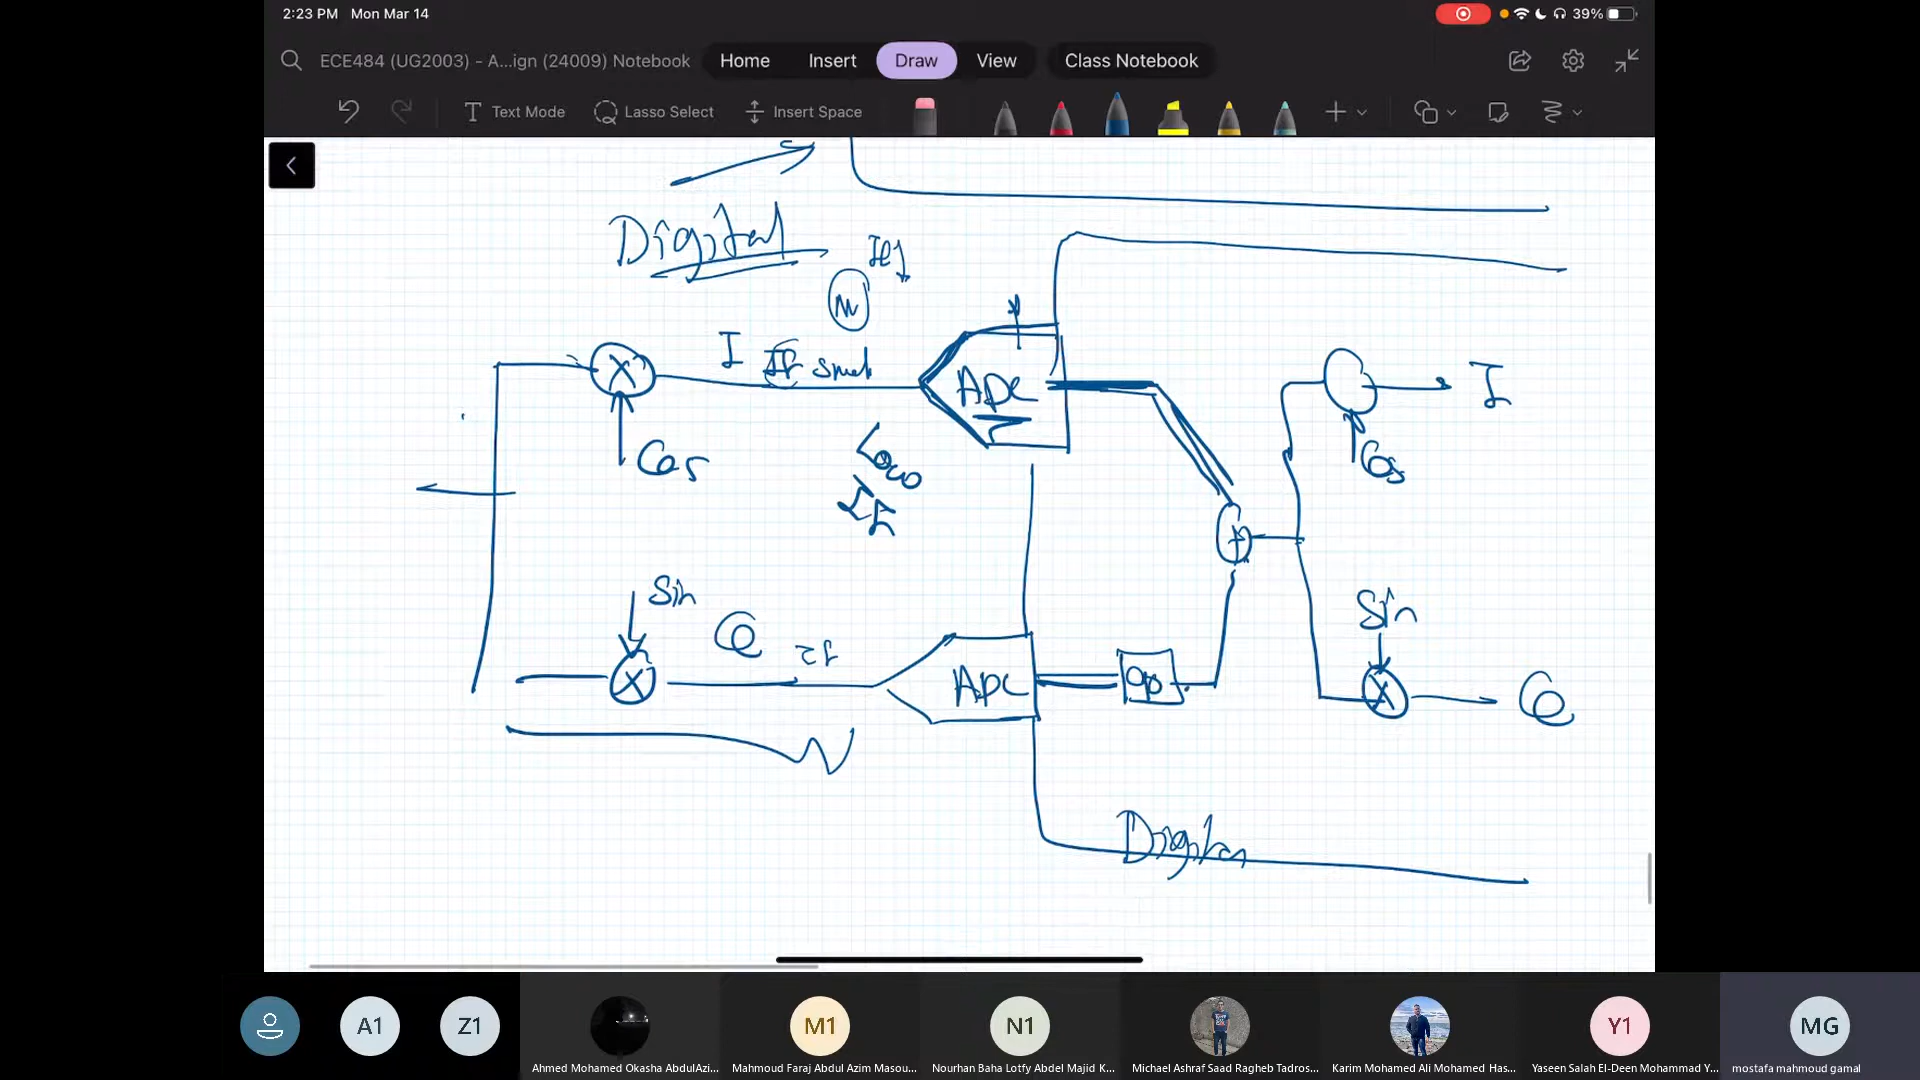 2:23 PM Mon Mar 14
39%
ECE484 (UG2003) - A...ign (24009) Notebook
Home Insert Draw View Class Notebook
Text Mode Lasso Select Insert Space
Digital
I IF
ADC
I
Cos
Cos
Low
IF
Sin
Q IF
Sin
ADC
Q
Digital
A1 Z1 M1 N1 Y1 MG
Ahmed Mohamed Okasha AbdulAzi...
Mahmoud Faraj Abdul Azim Masou...
Nourhan Baha Lotfy Abdel Majid K...
Michael Ashraf Saad Ragheb Tadros...
Karim Mohamed Ali Mohamed Has...
Yaseen Salah El-Deen Mohammad Y...
mostafa mahmoud gamal